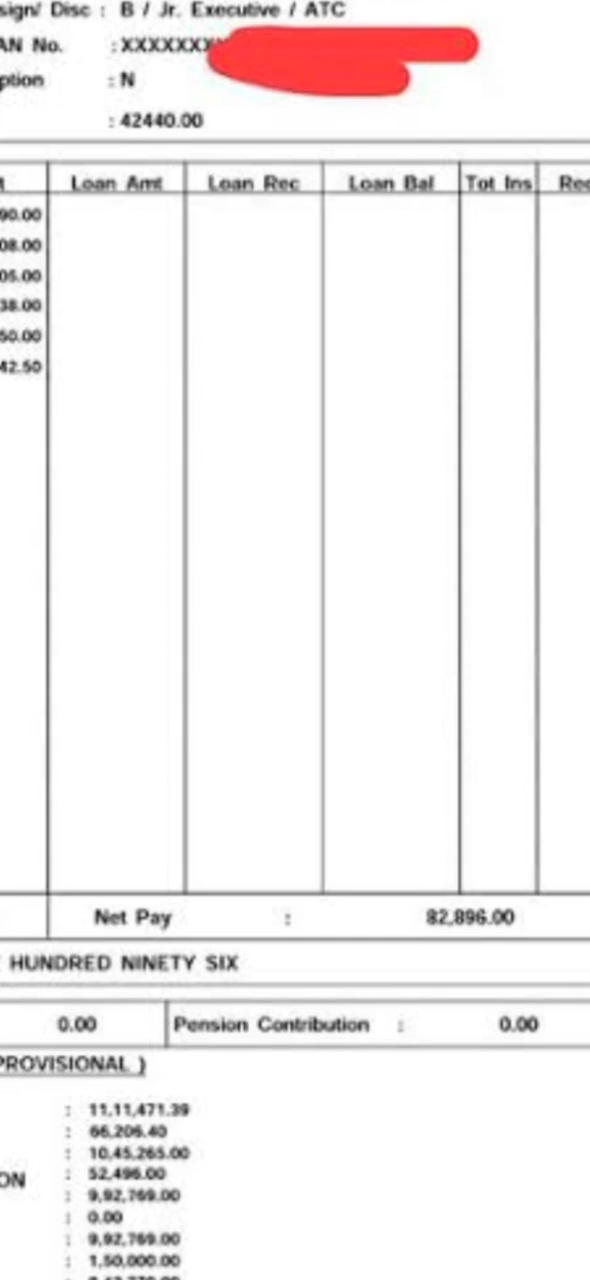 sign/ Disc : B / Jr. Executive / ATC
AN No. : XXXXXXX
ption : N
: 42440.00
t Loan Amt Loan Rec Loan Bal Tot Ins Rec
90.00
08.00
05.00
38.00
50.00
42.50
Net Pay : 82,896.00
HUNDRED NINETY SIX
0.00 Pension Contribution : 0.00
PROVISIONAL )
: 11,11,471.39
: 66,206.40
: 10,45,265.00
ON : 52,496.00
: 9,92,769.00
: 0.00
: 9,92,769.00
: 1,50,000.00